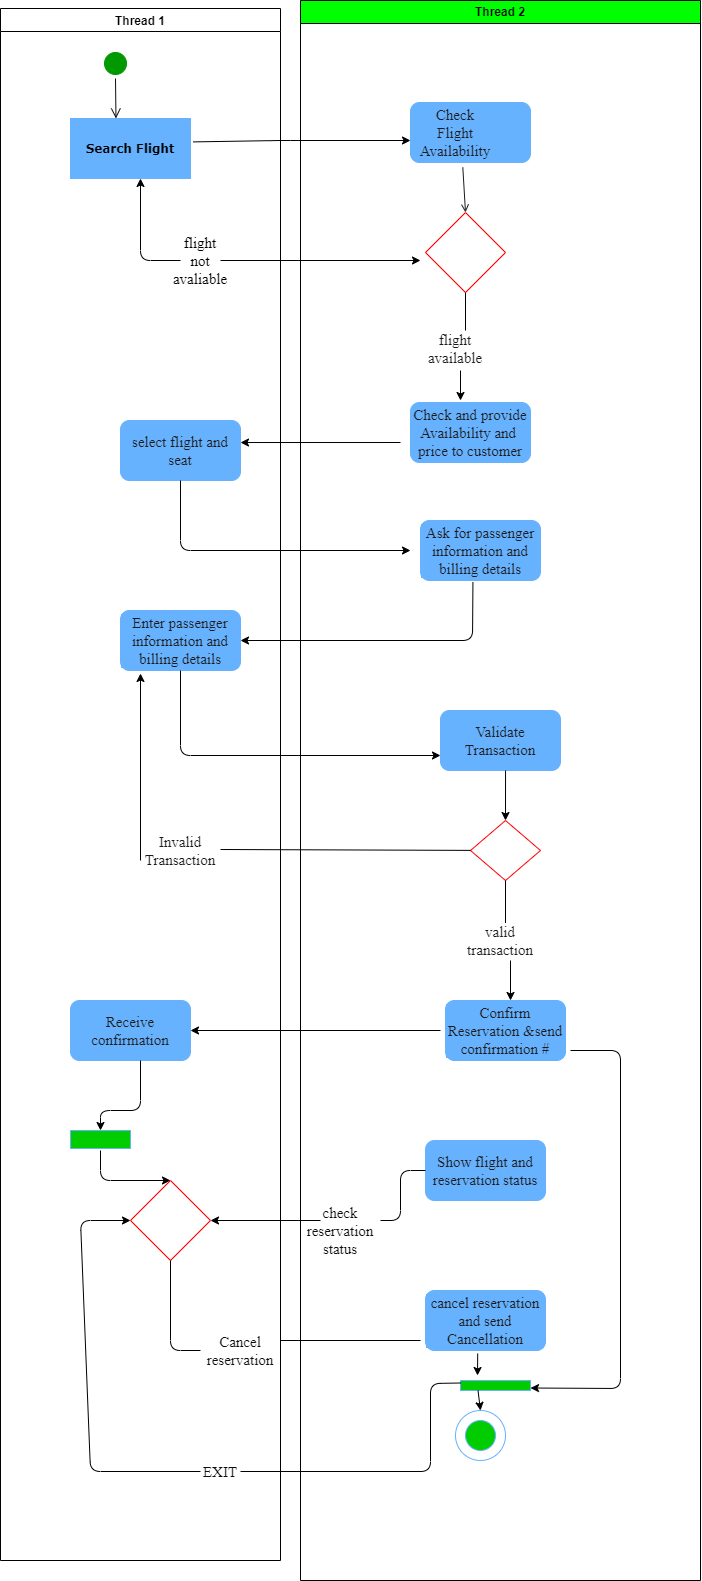 Thread 1
Thread 2
Search Flight
Check
Flight
Availability
flight
not
avaliable
flight
available
Check and provide
Availability and
price to customer
select flight and
seat
Ask for passenger
information and
billing details
Enter passenger
information and
billing details
Validate
Transaction
Invalid
Transaction
valid
transaction
Confirm
Reservation &send
confirmation #
Receive
confirmation
Show flight and
reservation status
check
reservation
status
cancel reservation
and send
Cancellation
Cancel
reservation
EXIT